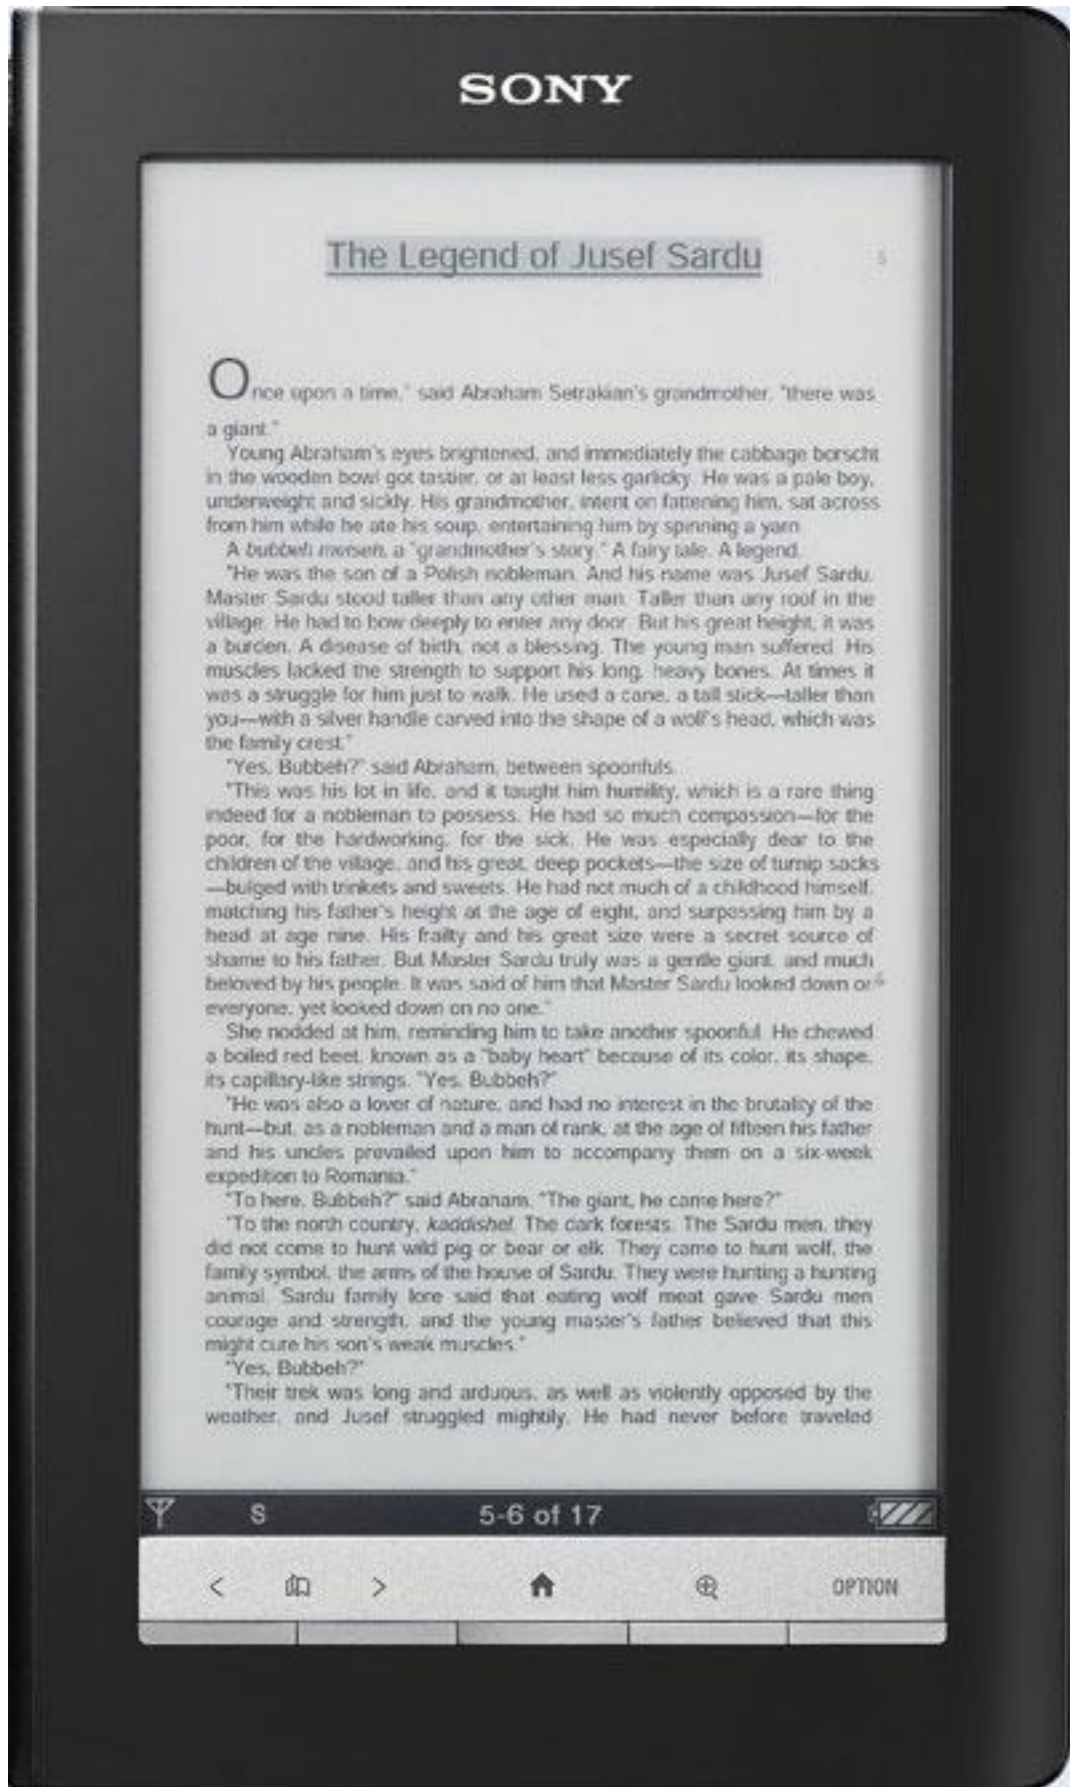 SONY
The Legend of Jusef Sardu
5
Once upon a time," said Abraham Setrakian's grandmother, "there was
a giant."
Young Abraham's eyes brightened, and immediately the cabbage borscht
in the wooden bowl got tastier, or at least less garlicky. He was a pale boy,
underweight and sickly. His grandmother, intent on fattening him, sat across
from him while he ate his soup, entertaining him by spinning a yarn.
A bubbeh meiseh, a "grandmother's story." A fairy tale. A legend.
"He was the son of a Polish nobleman. And his name was Jusef Sardu.
Master Sardu stood taller than any other man. Taller than any roof in the
village. He had to bow deeply to enter any door. But his great height, it was
a burden. A disease of birth, not a blessing. The young man suffered. His
muscles lacked the strength to support his long, heavy bones. At times it
was a struggle for him just to walk. He used a cane, a tall stick—taller than
you—with a silver handle carved into the shape of a wolf's head, which was
the family crest."
"Yes, Bubbeh?" said Abraham, between spoonfuls.
"This was his lot in life, and it taught him humility, which is a rare thing
indeed for a nobleman to possess. He had so much compassion—for the
poor, for the hardworking, for the sick. He was especially dear to the
children of the village, and his great, deep pockets—the size of turnip sacks
—bulged with trinkets and sweets. He had not much of a childhood himself,
matching his father's height at the age of eight, and surpassing him by a
head at age nine. His frailty and his great size were a secret source of
shame to his father. But Master Sardu truly was a gentle giant, and much
beloved by his people. It was said of him that Master Sardu looked down on 6
everyone, yet looked down on no one."
She nodded at him, reminding him to take another spoonful. He chewed
a boiled red beet, known as a "baby heart" because of its color, its shape,
its capillary-like strings. "Yes, Bubbeh?"
"He was also a lover of nature, and had no interest in the brutality of the
hunt—but, as a nobleman and a man of rank, at the age of fifteen his father
and his uncles prevailed upon him to accompany them on a six-week
expedition to Romania."
"To here, Bubbeh?" said Abraham. "The giant, he came here?"
"To the north country, kaddishel. The dark forests. The Sardu men, they
did not come to hunt wild pig or bear or elk. They came to hunt wolf, the
family symbol, the arms of the house of Sardu. They were hunting a hunting
animal. Sardu family lore said that eating wolf meat gave Sardu men
courage and strength, and the young master's father believed that this
might cure his son's weak muscles."
"Yes, Bubbeh?"
"Their trek was long and arduous, as well as violently opposed by the
weather, and Jusef struggled mightily. He had never before traveled
S 5-6 of 17
OPTION